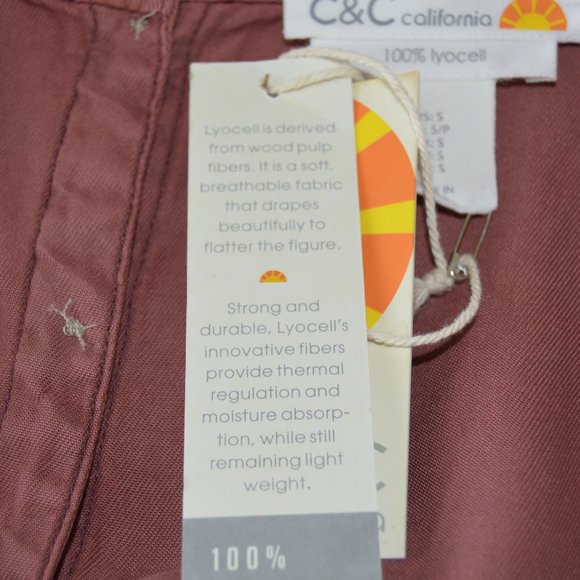 C&C california
100% lyocell
S: S
S/P
: S
S
S
IN
Lyocell is derived
from wood pulp
fibers. It is a soft,
breathable fabric
that drapes
beautifully to
flatter the figure.
Strong and
durable, Lyocell's
innovative fibers
provide thermal
regulation and
moisture absorp-
tion, while still
remaining light
weight.
100%
C
a